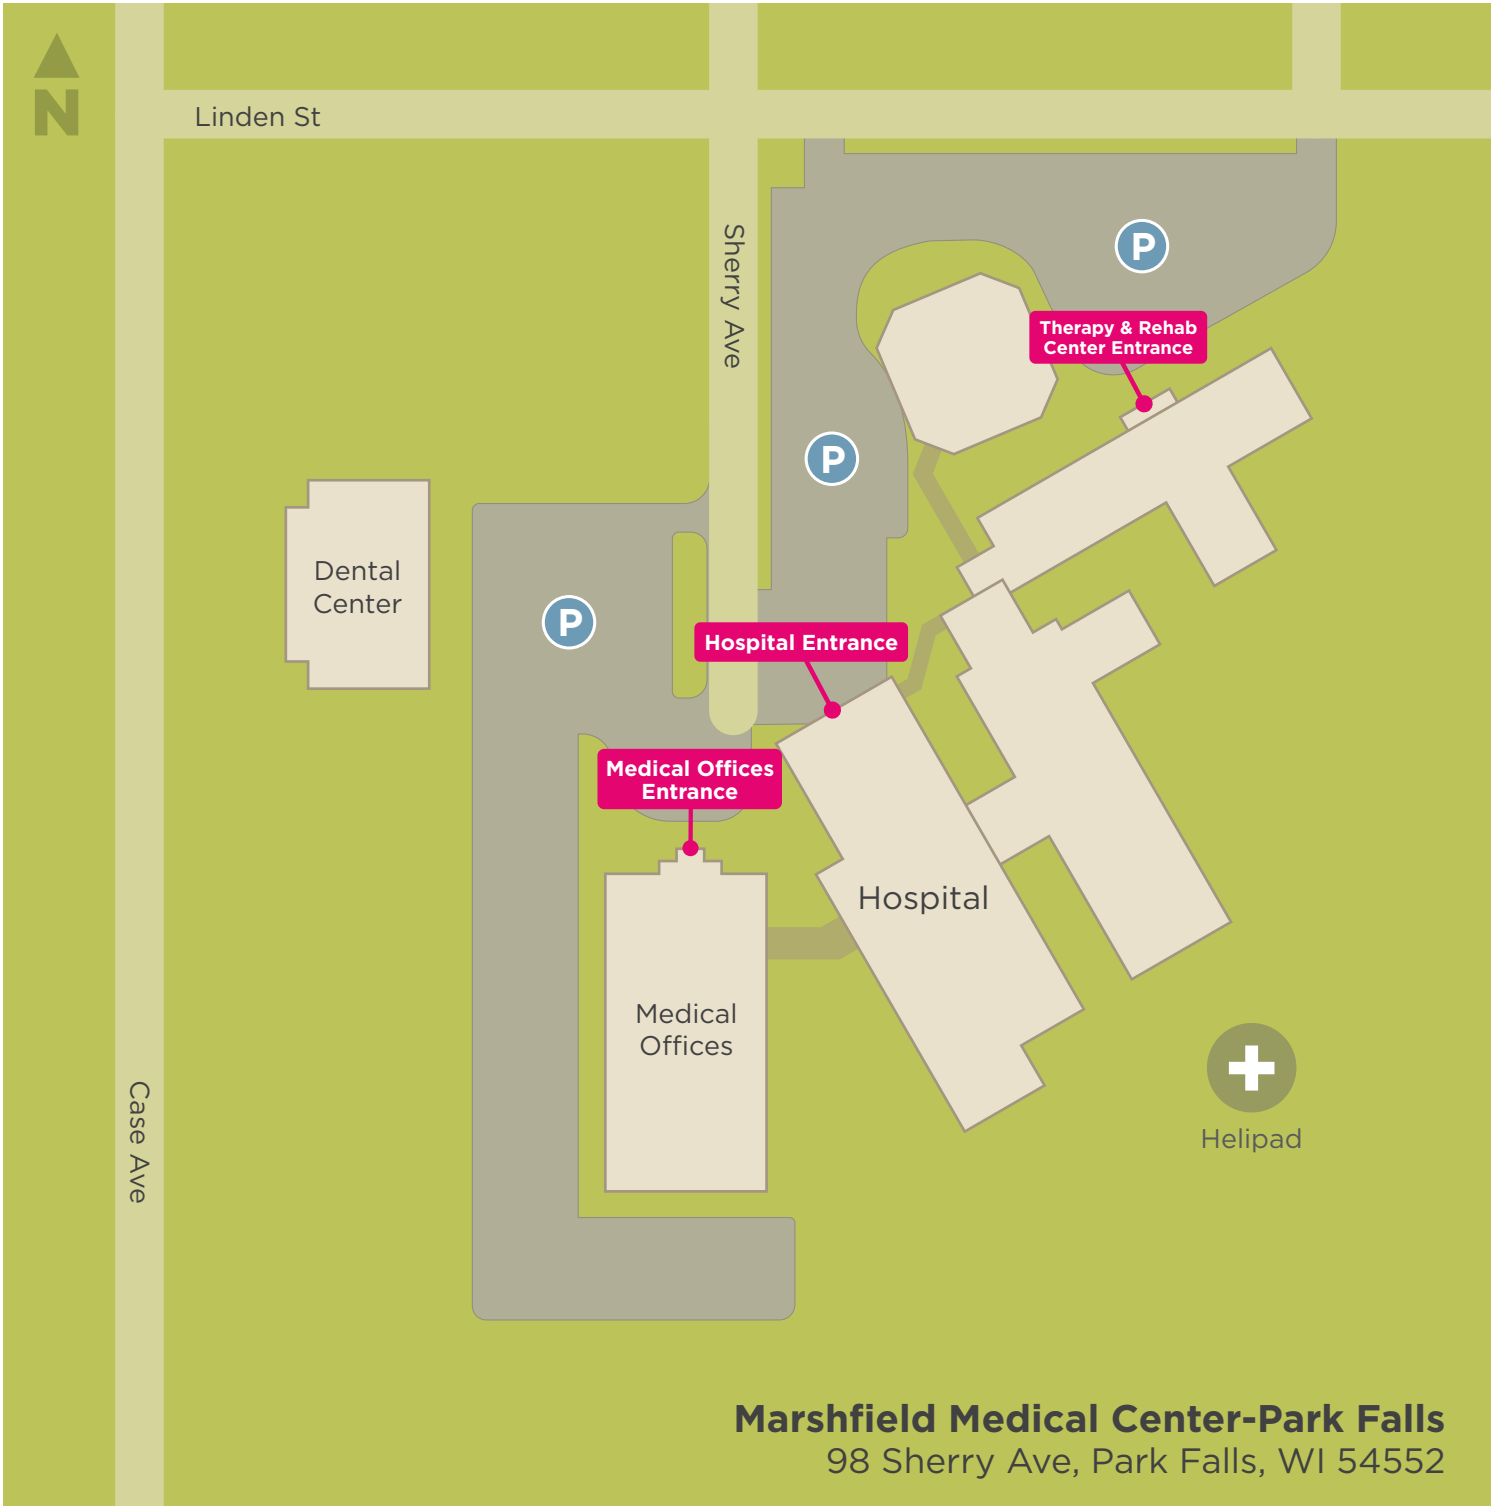 N
Linden St
Sherry Ave
P
Therapy & Rehab
Center Entrance
P
Dental
Center
P
Hospital Entrance
Medical Offices
Entrance
Hospital
Medical
Offices
Case Ave
Helipad
Marshfield Medical Center-Park Falls
98 Sherry Ave, Park Falls, WI 54552